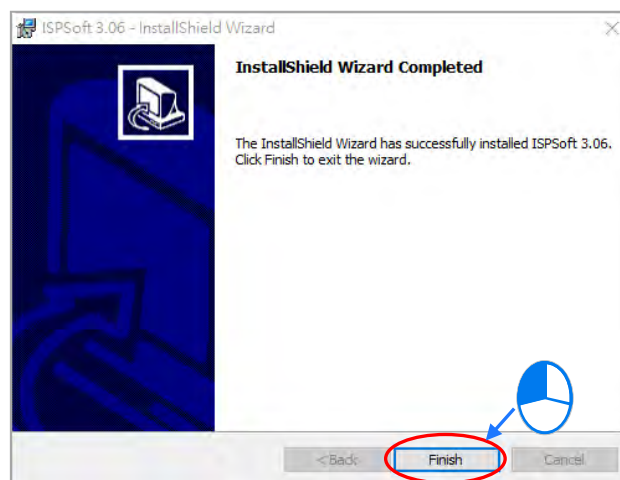 ISPSoft 3.06 - InstallShield Wizard
InstallShield Wizard Completed
The InstallShield Wizard has successfully installed ISPSoft 3.06.
Click Finish to exit the wizard.
< Back
Finish
Cancel